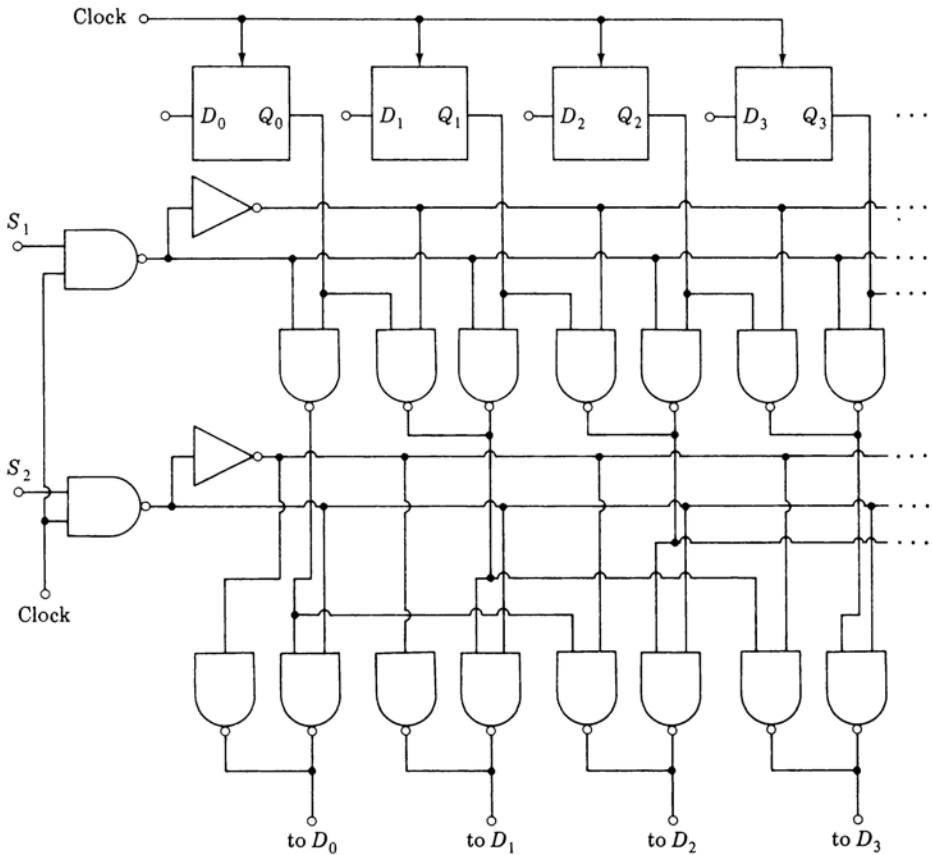 Clock
D0 Q0 D1 Q1 D2 Q2 D3 Q3 ...
S1
...
...
...
S2
...
...
...
Clock
to D0 to D1 to D2 to D3